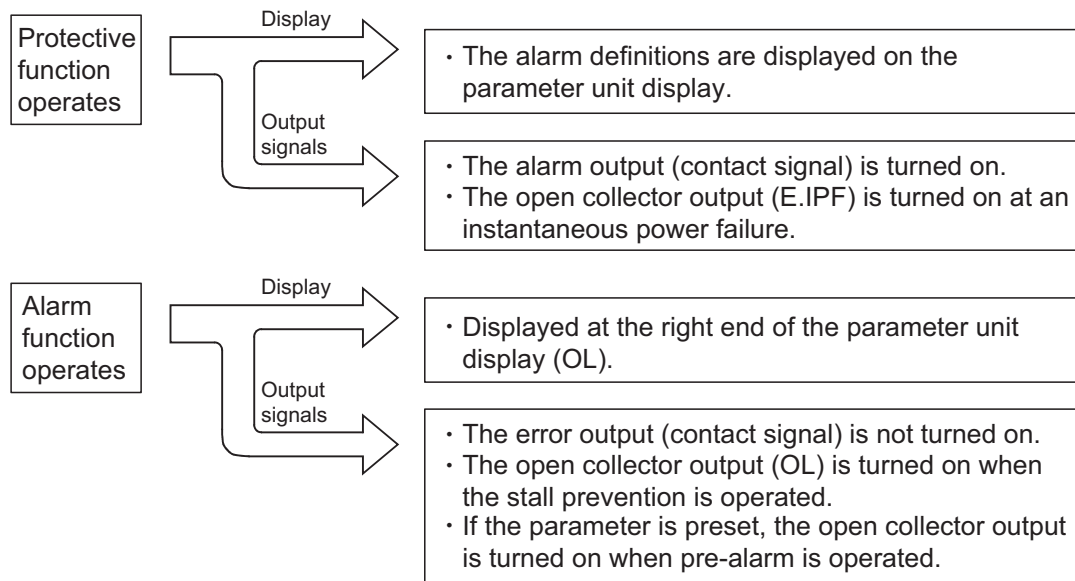 Protective
function
operates
Display
・The alarm definitions are displayed on the
parameter unit display.
Output
signals
・The alarm output (contact signal) is turned on.
・The open collector output (E.IPF) is turned on at an
instantaneous power failure.
Alarm
function
operates
Display
・Displayed at the right end of the parameter unit
display (OL).
Output
signals
・The error output (contact signal) is not turned on.
・The open collector output (OL) is turned on when
the stall prevention is operated.
・If the parameter is preset, the open collector output
is turned on when pre-alarm is operated.